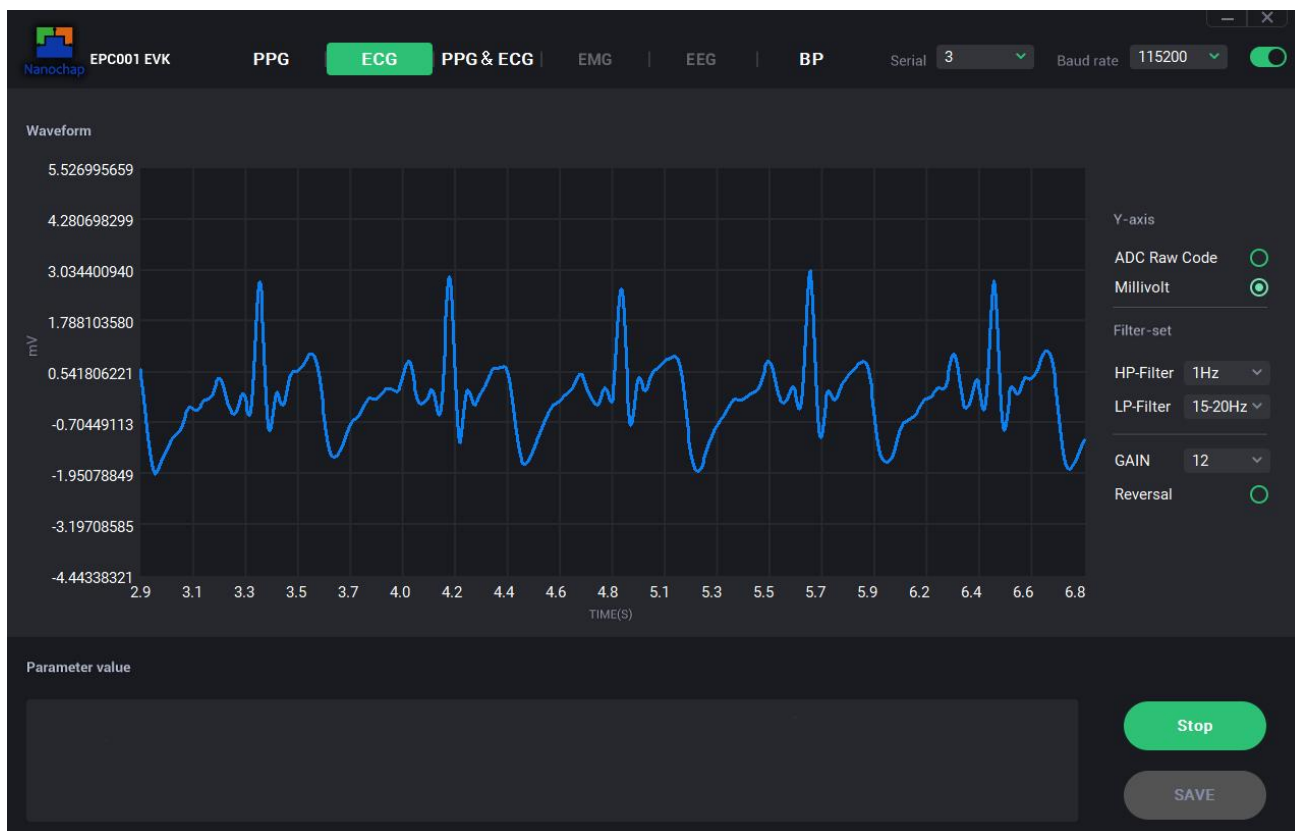 Nanochap EPC001 EVK PPG ECG PPG & ECG EMG EEG BP Serial 3 Baud rate 115200
Waveform
5.526995659
4.280698299
3.034400940
1.788103580
0.541806221
-0.70449113
-1.95078849
-3.19708585
-4.44338321
mV
2.9 3.1 3.3 3.5 3.7 4.0 4.2 4.4 4.6 4.8 5.1 5.3 5.5 5.7 5.9 6.2 6.4 6.6 6.8
TIME(S)
Y-axis
ADC Raw Code
Millivolt
Filter-set
HP-Filter 1Hz
LP-Filter 15-20Hz
GAIN 12
Reversal
Parameter value
Stop
SAVE